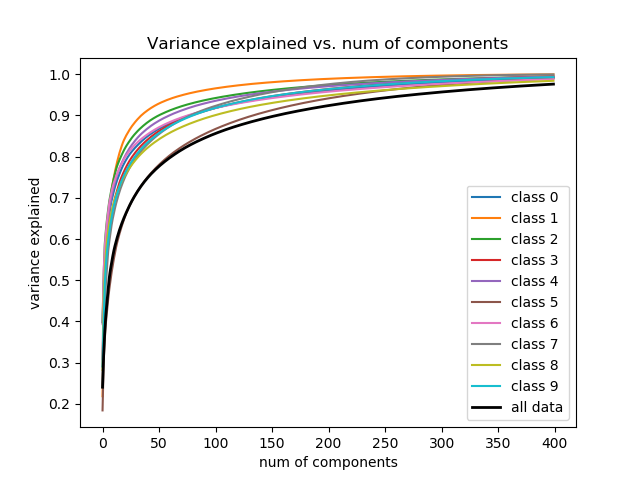 Variance explained vs. num of components
variance explained
1.0
0.9
0.8
0.7
0.6
0.5
0.4
0.3
0.2
class 0
class 1
class 2
class 3
class 4
class 5
class 6
class 7
class 8
class 9
all data
0 50 100 150 200 250 300 350 400
num of components